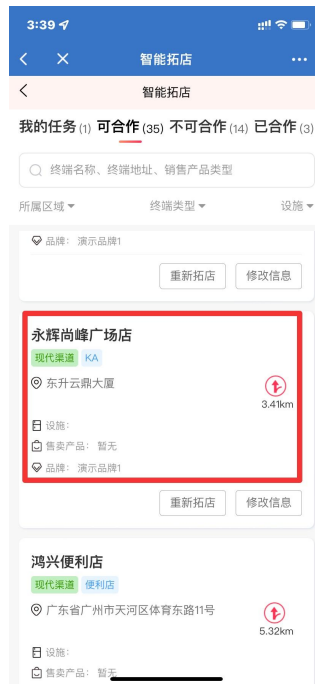 3:39
智能拓店
智能拓店
我的任务(1) 可合作(35) 不可合作(14) 已合作(3)
终端名称、终端地址、销售产品类型
所属区域 终端类型 设施
品牌: 演示品牌1
重新拓店 修改信息
永辉尚峰广场店
现代渠道 KA
东升云鼎大厦
3.41km
设施:
售卖产品: 暂无
品牌: 演示品牌1
重新拓店 修改信息
鸿兴便利店
现代渠道 便利店
广东省广州市天河区体育东路11号
5.32km
设施:
售卖产品: 暂无